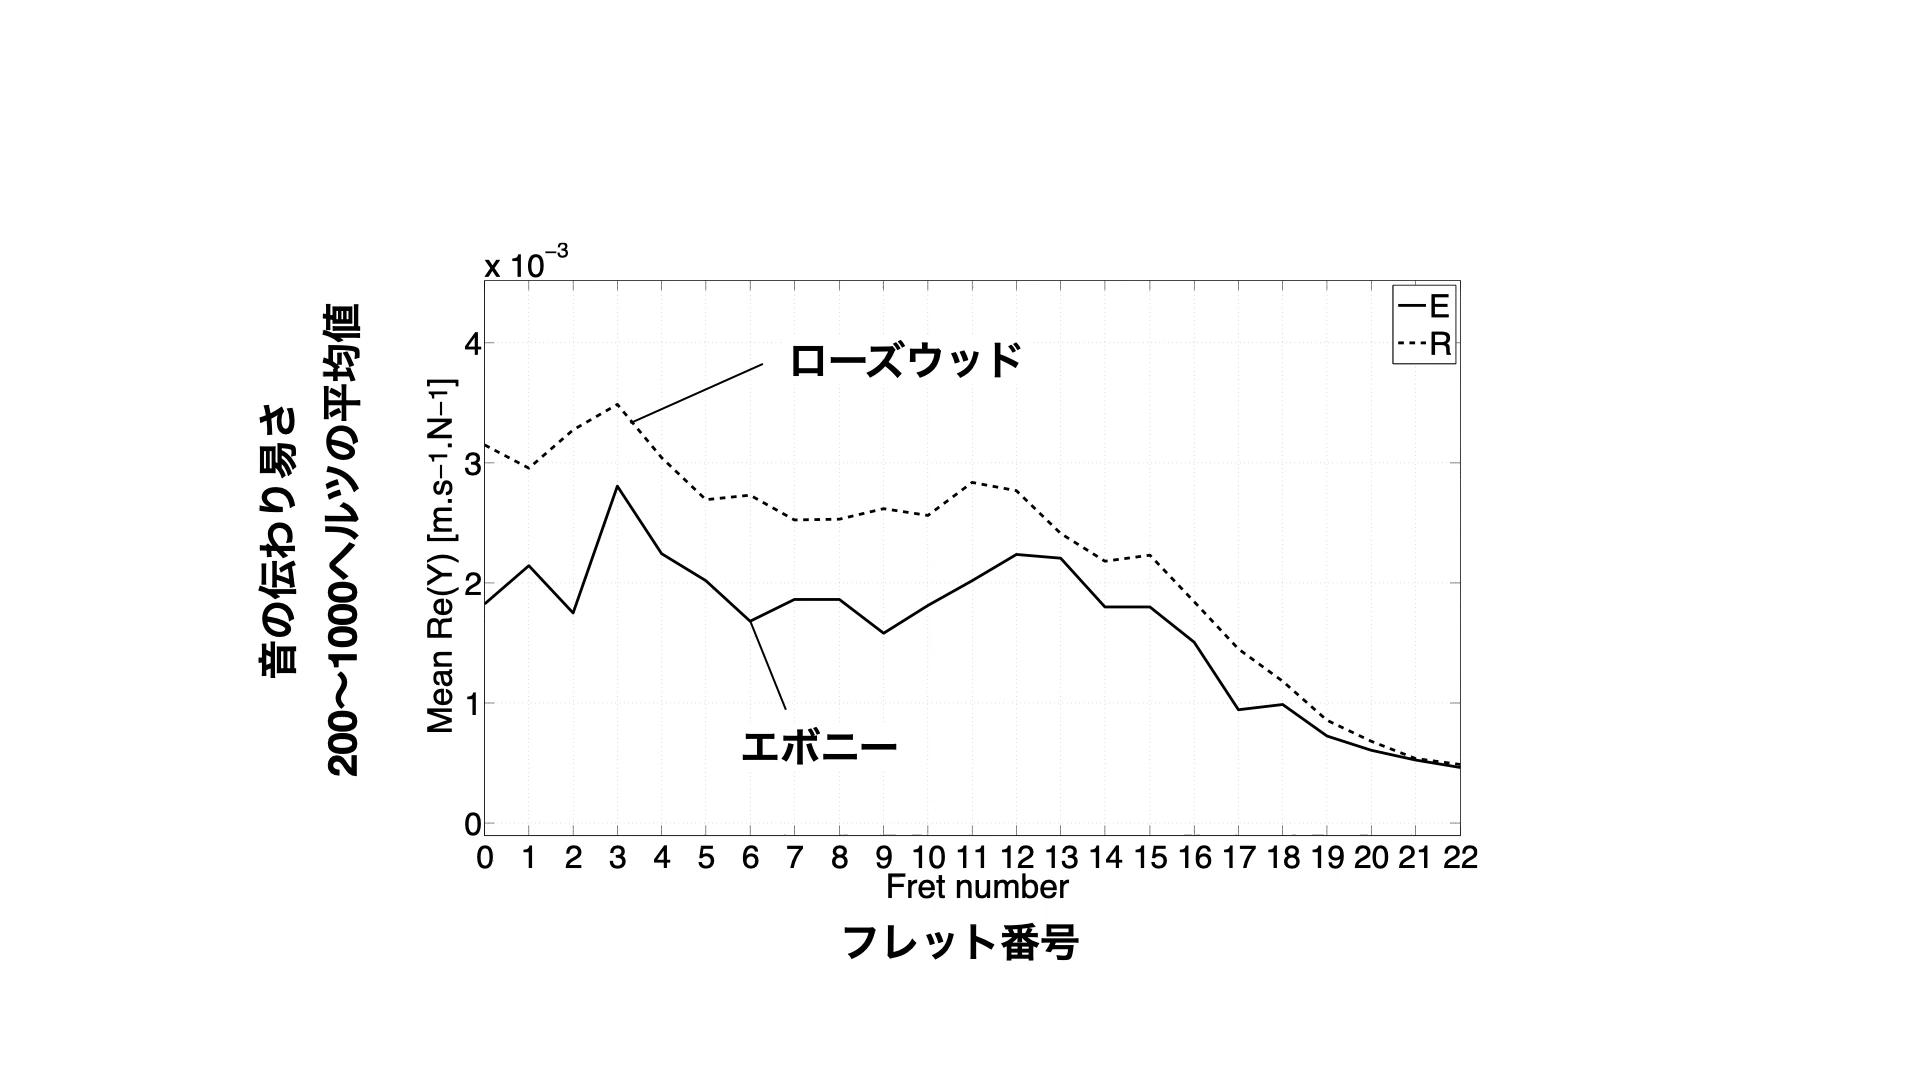 x 10⁻³
E
R
4
3
2
1
0
Mean Re(Y) [m.s−1.N−1]
音の伝わり易さ
200〜1000ヘルツの平均値
ローズウッド
エボニー
0 1 2 3 4 5 6 7 8 9 10 11 12 13 14 15 16 17 18 19 20 21 22
Fret number
フレット番号